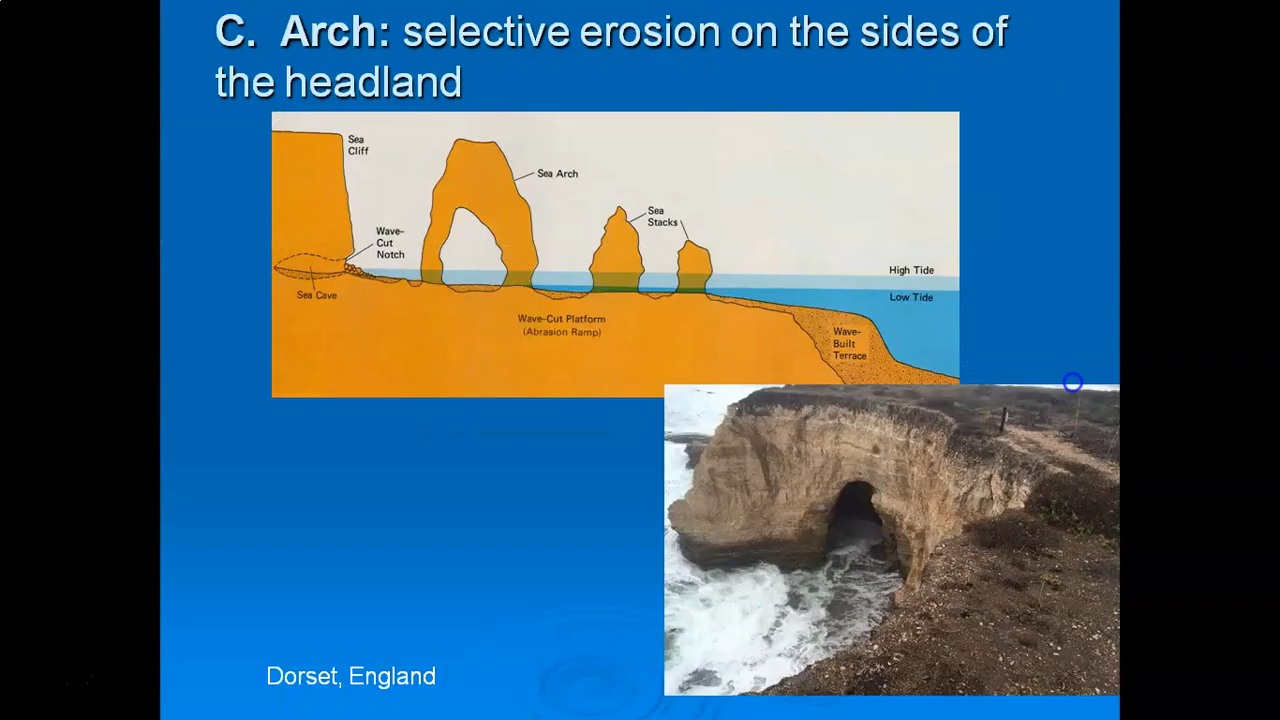 C. Arch: selective erosion on the sides of
the headland
Sea
Cliff
Sea Arch
Sea
Stacks
Wave-
Cut
Notch
High Tide
Sea Cave
Low Tide
Wave-Cut Platform
(Abrasion Ramp)
Wave-
Built
Terrace
Dorset, England